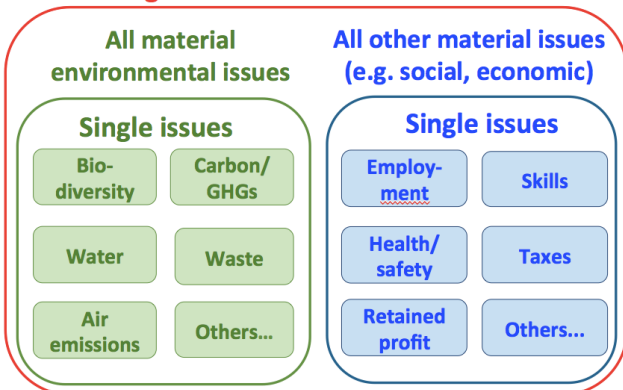 All material
environmental issues
Single issues
Bio-
diversity
Carbon/
GHGs
Water
Waste
Air
emissions
Others...
All other material issues
(e.g. social, economic)
Single issues
Employ-
ment
Skills
Health/
safety
Taxes
Retained
profit
Others...